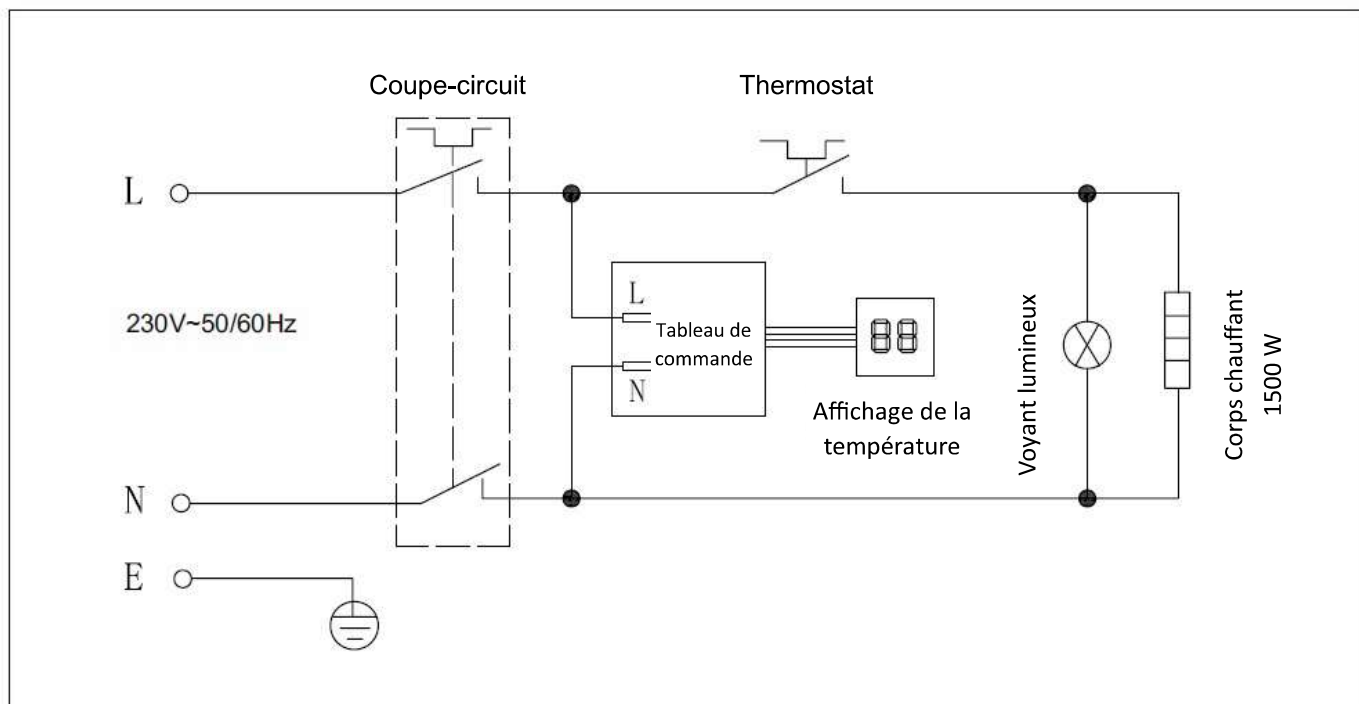 Coupe-circuit
Thermostat
L
230V~50/60Hz
L
Tableau de
commande
N
88
Affichage de la
température
Voyant lumineux
Corps chauffant
1500 W
N
E